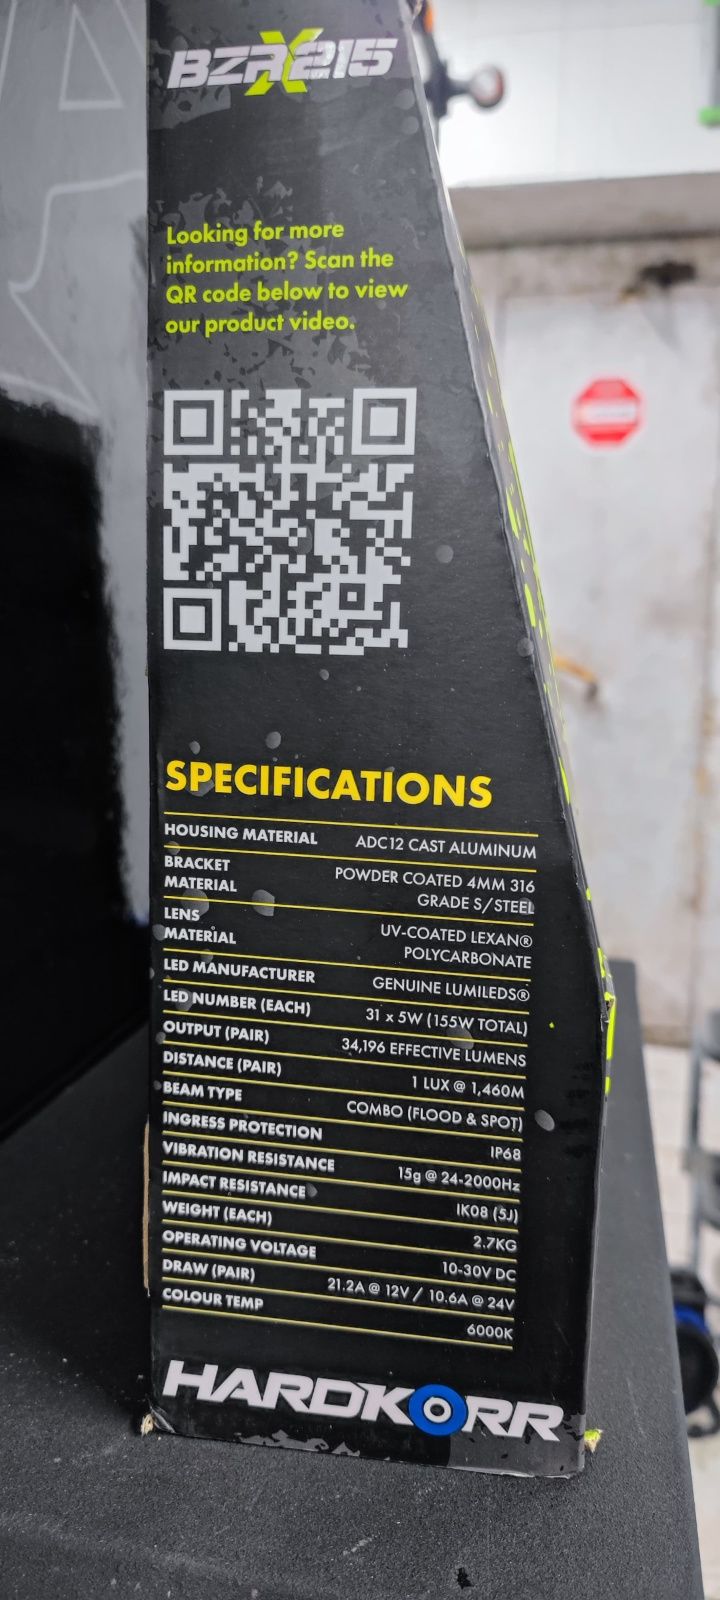 BZRX215
Looking for more
information? Scan the
QR code below to view
our product video.
SPECIFICATIONS
HOUSING MATERIAL ADC12 CAST ALUMINUM
BRACKET
MATERIAL
POWDER COATED 4MM 316
GRADE S/STEEL
LENS
MATERIAL
UV-COATED LEXAN®
POLYCARBONATE
LED MANUFACTURER GENUINE LUMILEDS®
LED NUMBER (EACH) 31 x 5W (155W TOTAL)
OUTPUT (PAIR) 34,196 EFFECTIVE LUMENS
DISTANCE (PAIR) 1 LUX @ 1,460M
BEAM TYPE COMBO (FLOOD & SPOT)
INGRESS PROTECTION IP68
VIBRATION RESISTANCE 15g @ 24-2000Hz
IMPACT RESISTANCE IK08 (5J)
WEIGHT (EACH) 2.7KG
OPERATING VOLTAGE 10-30V DC
DRAW (PAIR) 21.2A @ 12V / 10.6A @ 24V
COLOUR TEMP 6000K
HARDKORR